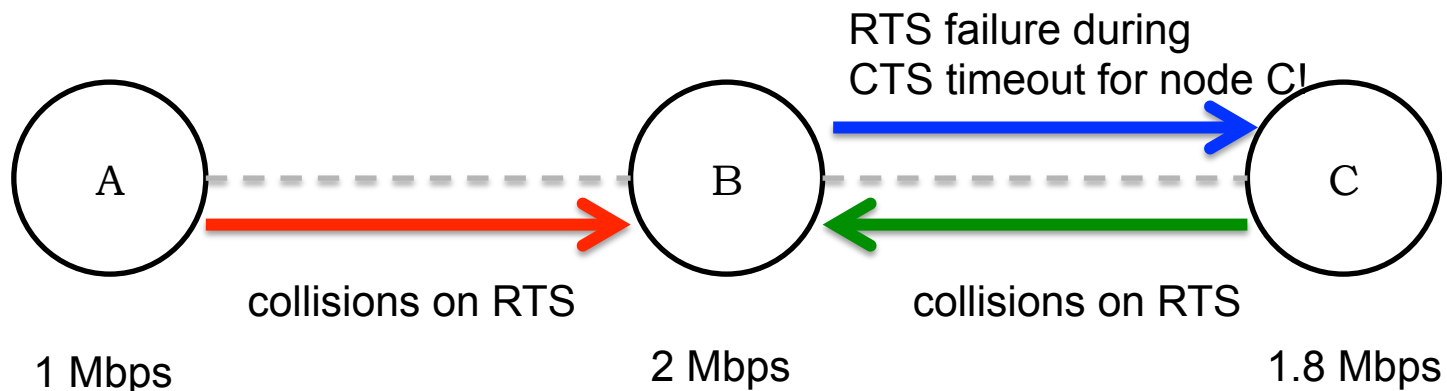 RTS failure during
CTS timeout for node C!
A
B
C
collisions on RTS
collisions on RTS
1 Mbps
2 Mbps
1.8 Mbps